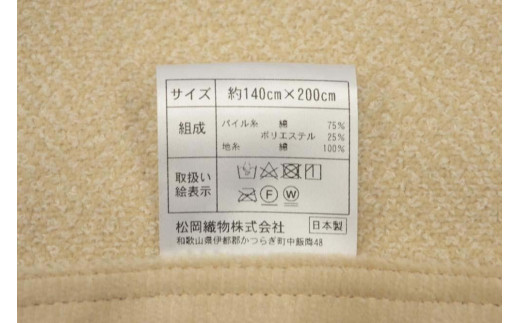 サイズ 約140cm×200cm
組成 パイル糸 綿 75%
ポリエステル 25%
地糸 綿 100%
取扱い
絵表示
F W
松岡織物株式会社 日本製
和歌山県伊都郡かつらぎ町中飯降48